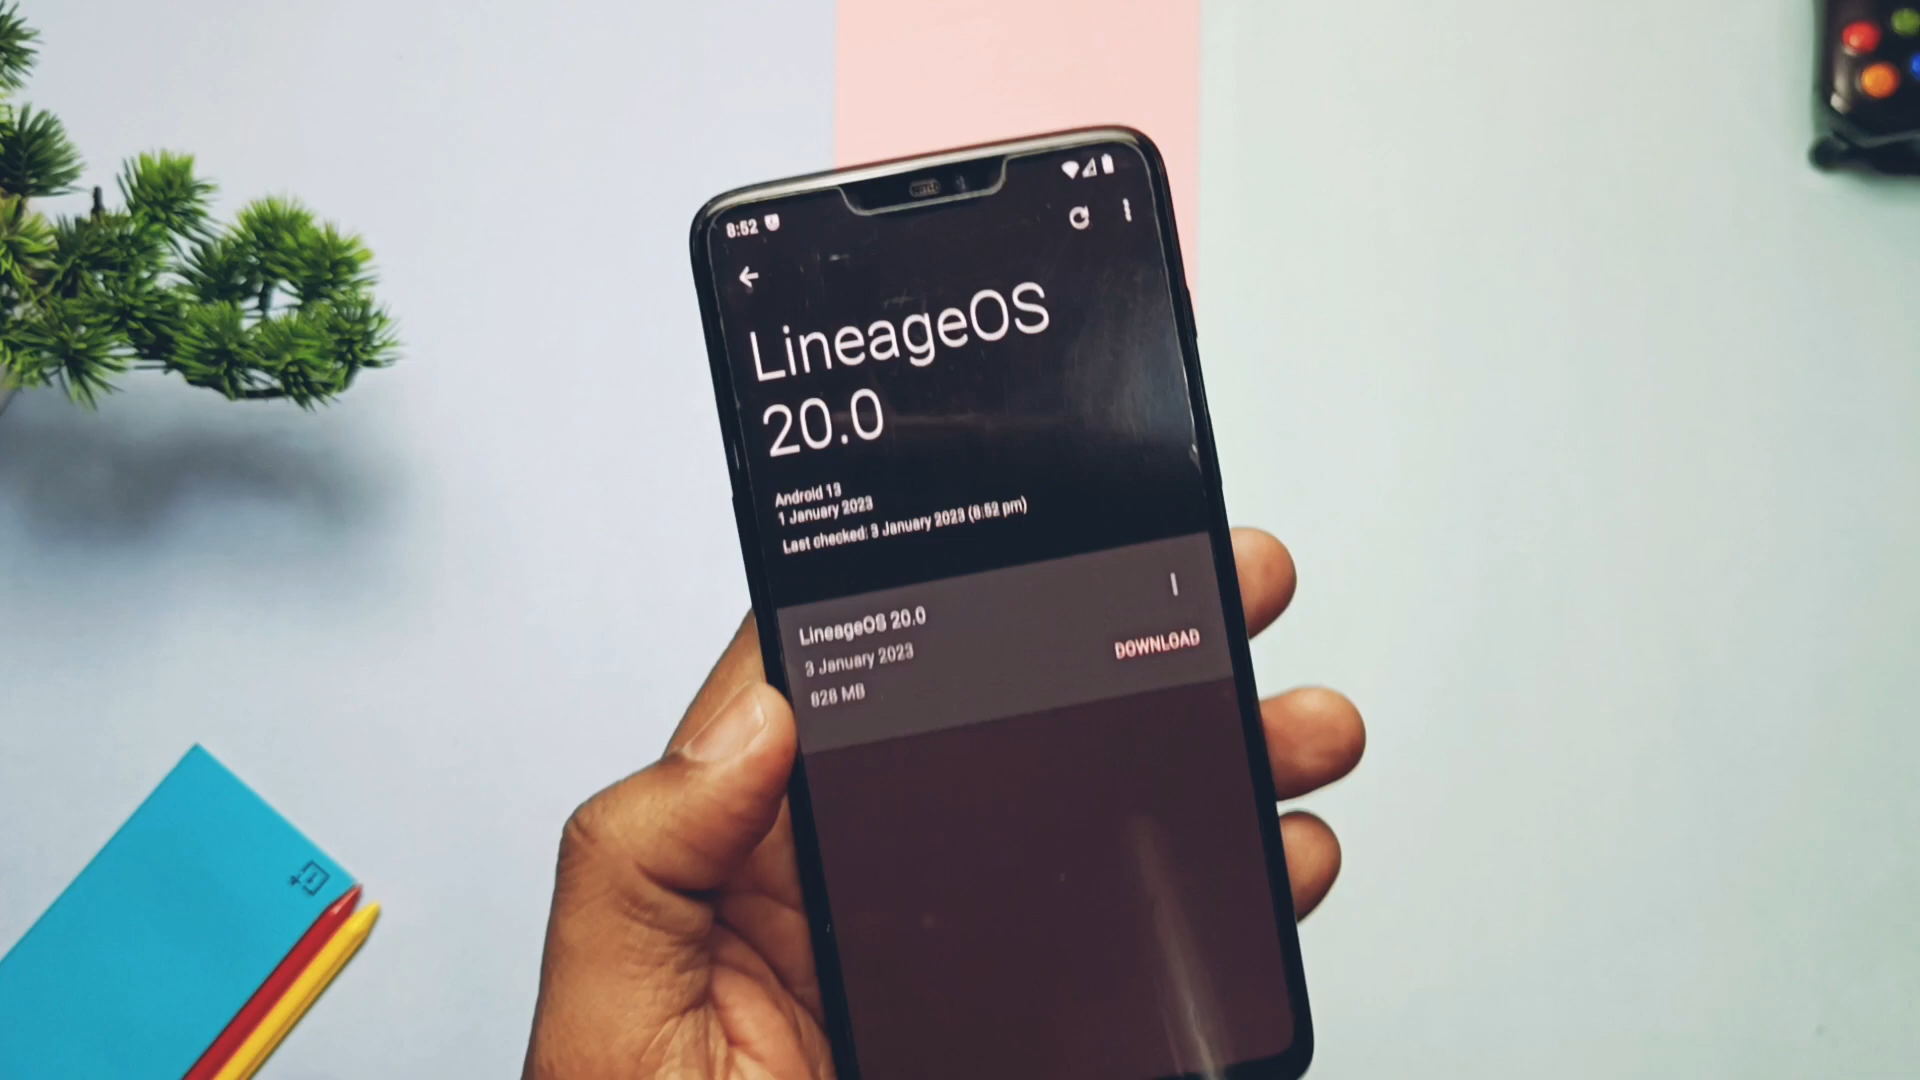 8:52
LineageOS
20.0
Android 13
1 January 2023
Last checked: 3 January 2023 (8:52 pm)
LineageOS 20.0
3 January 2023
DOWNLOAD
828 MB